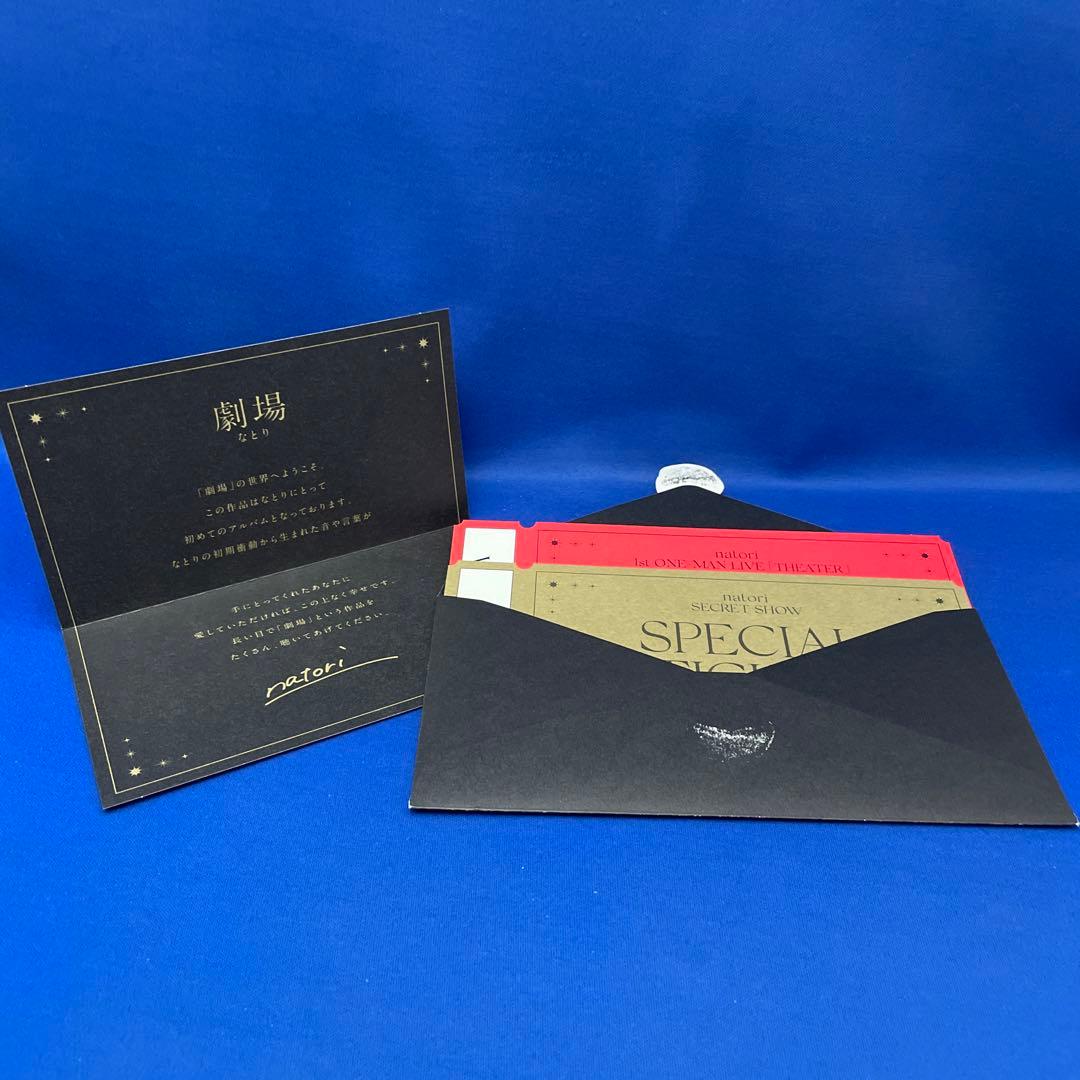 劇場
なとり
「劇場」の世界へようこそ。
この作品はなとりにとって
初めてのアルバムとなっております。
なとりの初期衝動から生まれた音や言葉が
手にとってくれたあなたに
愛していただければ、この上なく幸せです。
長い目で「劇場」という作品を
たくさん、聴いてあげてください。
natori
natori
1st ONE-MAN LIVE「THEATER」
natori
SECRET SHOW
SPECIAL